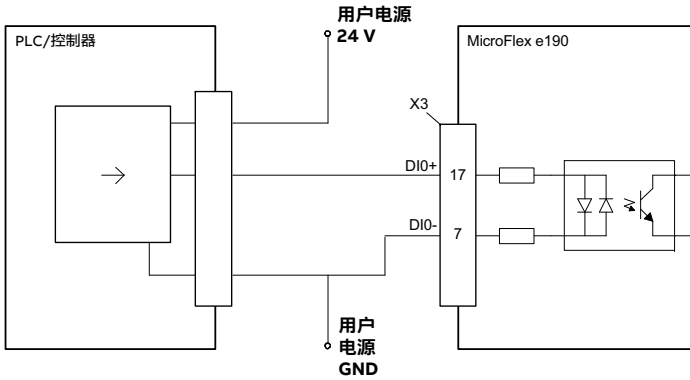 用户电源
24 V
PLC/控制器
MicroFlex e190
X3
DI0+
17
DI0-
7
用户
电源
GND